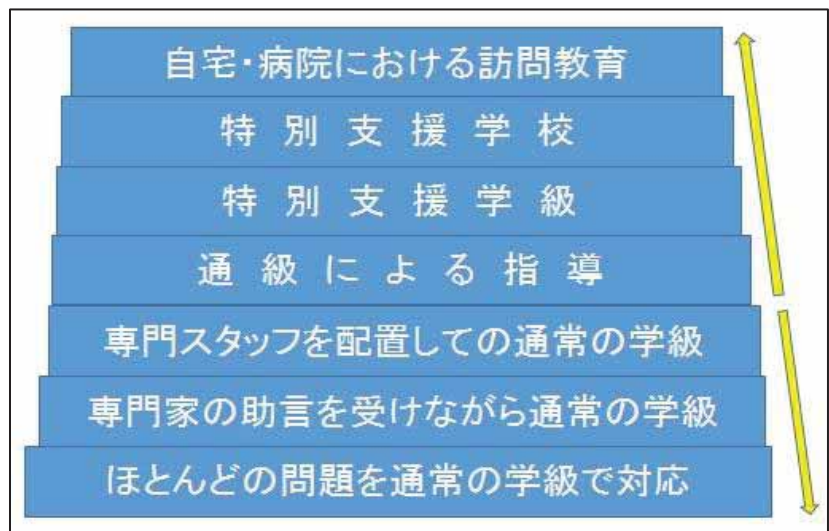 自宅・病院における訪問教育
特別支援学校
特別支援学級
通級による指導
専門スタッフを配置しての通常の学級
専門家の助言を受けながら通常の学級
ほとんどの問題を通常の学級で対応